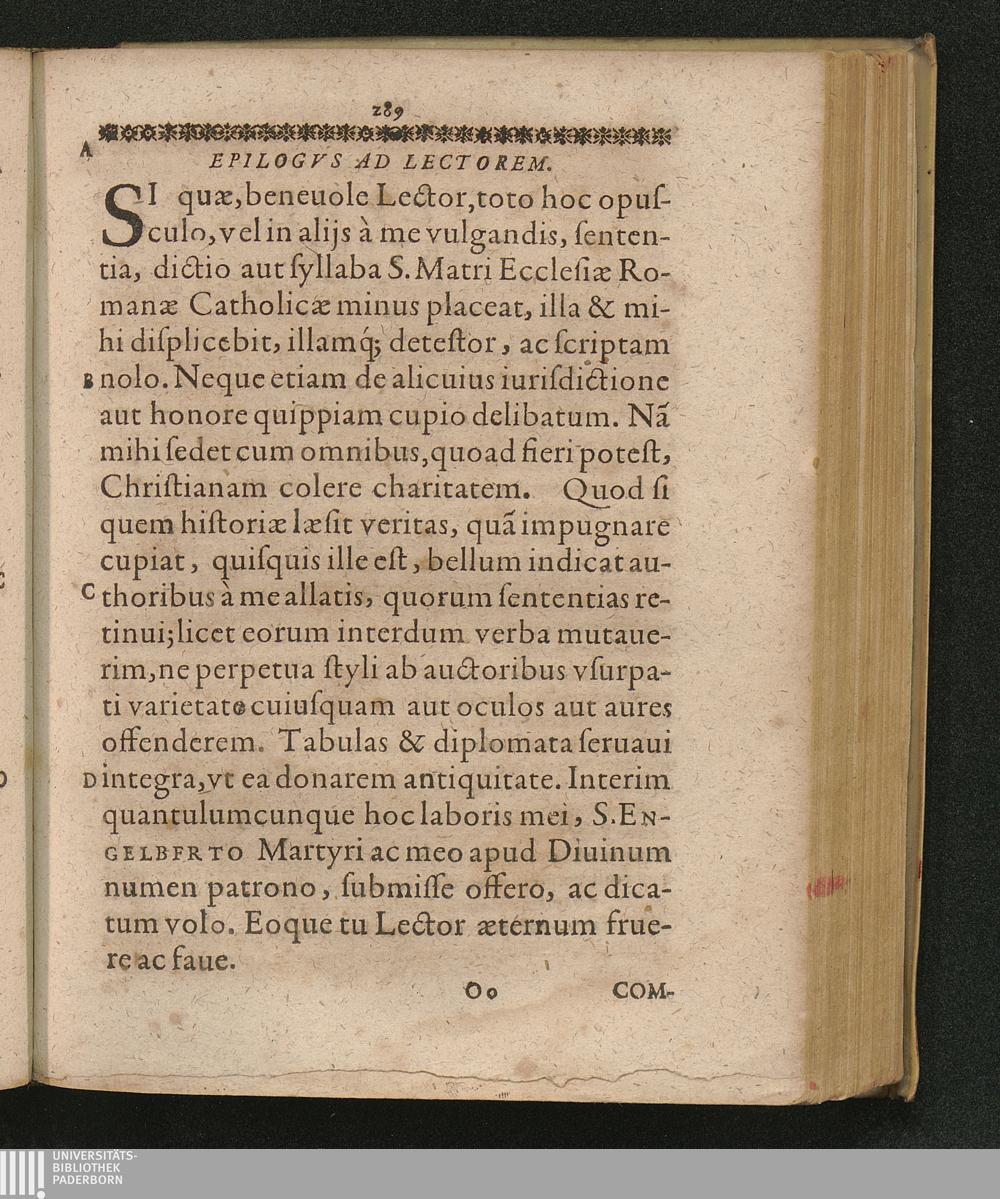 289
A
EPILOGVS AD LECTOREM.
SI quæ, beneuole Lector, toto hoc opuſ-
culo, vel in alijs à me vulgandis, ſenten-
tia, dictio aut ſyllaba S. Matri Eccleſiæ Ro-
manæ Catholicæ minus placeat, illa & mi-
hi diſplicebit, illamq́; deteſtor, ac ſcriptam
B nolo. Neque etiam de alicuius iuriſdictione
aut honore quippiam cupio delibatum. Nã
mihi ſedet cum omnibus, quoad fieri poteſt,
Chriſtianam colere charitatem. Quod ſi
quem hiſtoriæ læſit veritas, quã impugnare
cupiat, quiſquis ille eſt, bellum indicat au-
C thoribus à me allatis, quorum ſententias re-
tinui; licet eorum interdum verba mutaue-
rim, ne perpetua ſtyli ab auctoribus vſurpa-
ti varietate cuiuſquam aut oculos aut aures
offenderem. Tabulas & diplomata ſeruaui
D integra, vt ea donarem antiquitate. Interim
quantulumcunque hoc laboris mei, S. EN-
GELBERTO Martyri ac meo apud Diuinum
numen patrono, ſubmiſſe offero, ac dica-
tum volo. Eoque tu Lector æternum frue-
re ac faue.
Oo COM-
UNIVERSITÄTS-
BIBLIOTHEK
PADERBORN